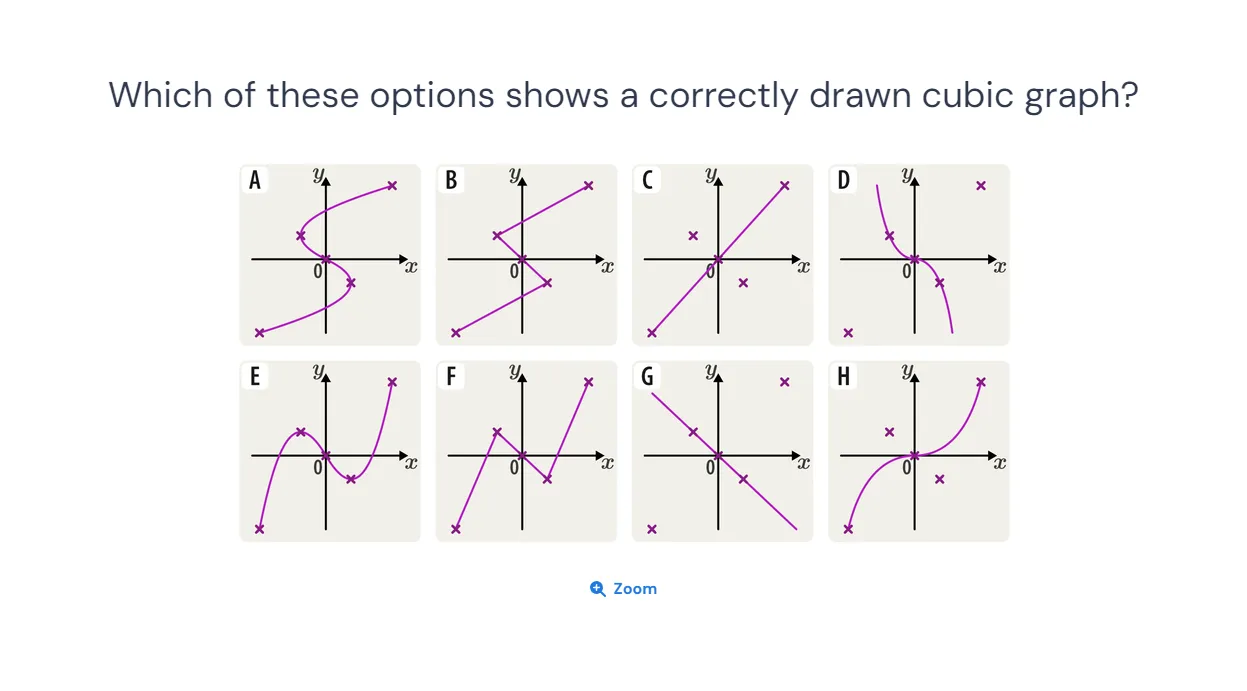 Which of these options shows a correctly drawn cubic graph?
A y 0 x
B y 0 x
C y 0 x
D y 0 x
E y 0 x
F y 0 x
G y 0 x
H y 0 x
Zoom